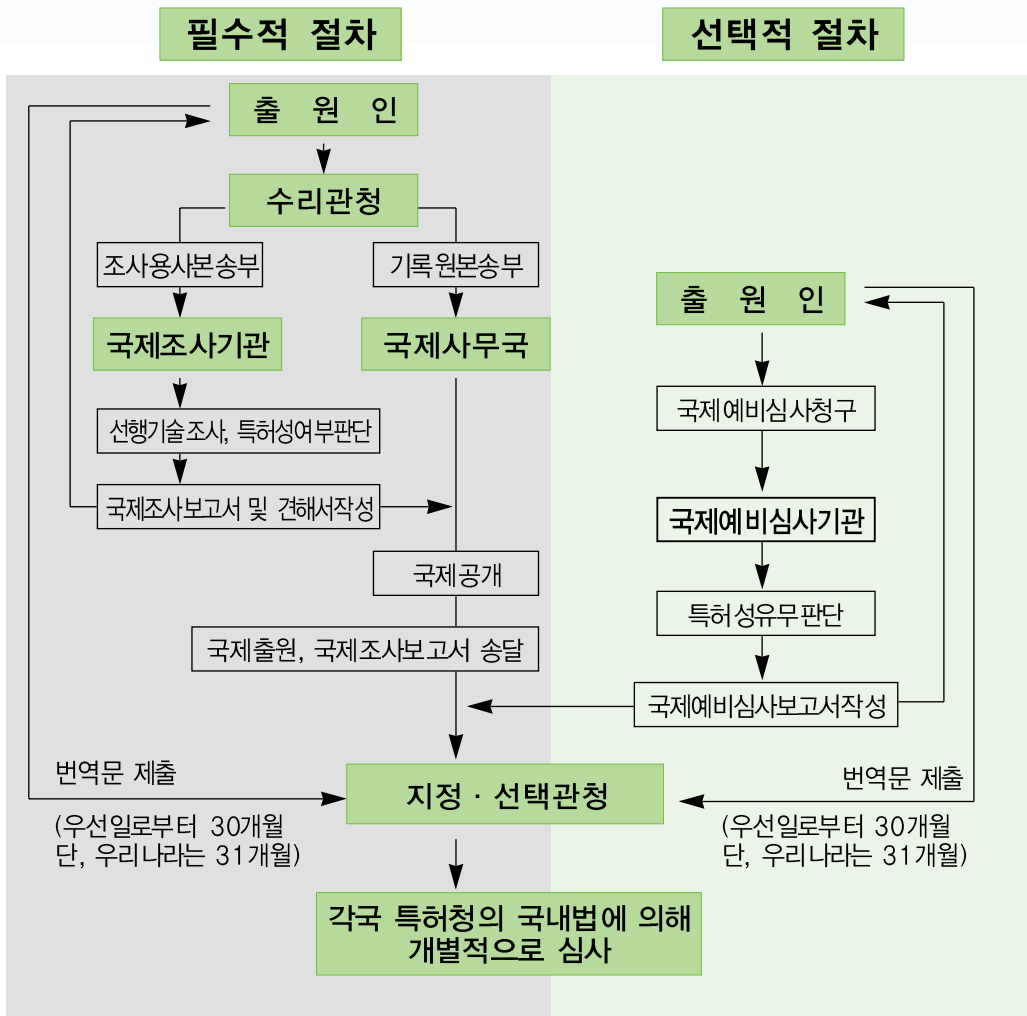 필수적 절차
선택적 절차
출 원 인
수리관청
조사용사본송부
기록원본송부
국제조사기관
국제사무국
선행기술조사, 특허성여부판단
국제조사보고서 및 견해서작성
국제공개
국제출원, 국제조사보고서 송달
출 원 인
국제예비심사청구
국제예비심사기관
특허성유무판단
국제예비심사보고서작성
번역문 제출
(우선일로부터 30개월
단, 우리나라는 31개월)
지정 · 선택관청
번역문 제출
(우선일로부터 30개월
단, 우리나라는 31개월)
각국 특허청의 국내법에 의해
개별적으로 심사